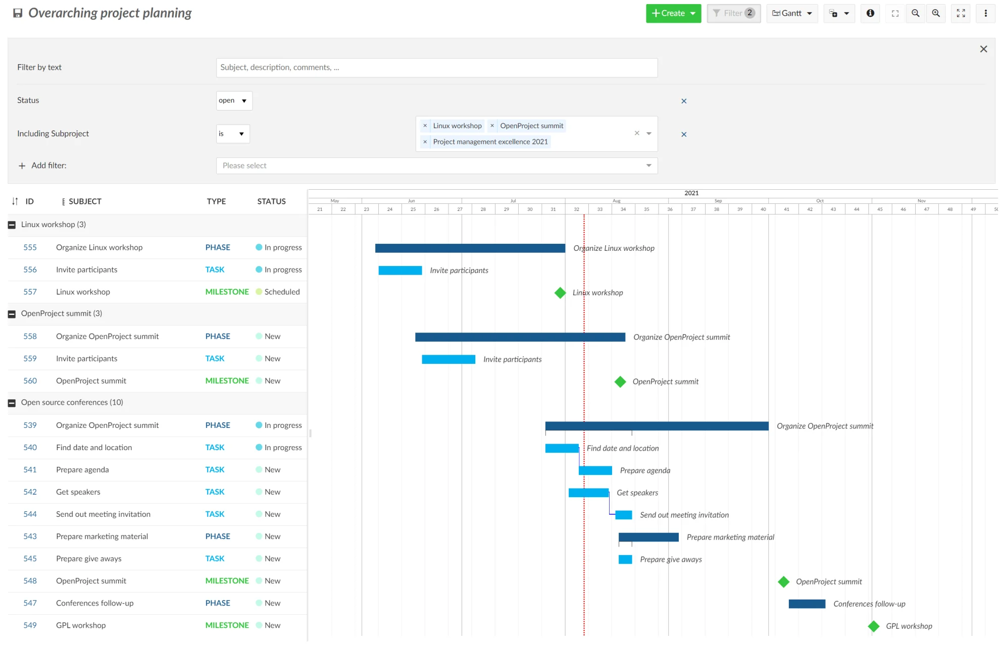 Overarching project planning
Create
Filter 2
Gantt
Filter by text
Subject, description, comments, ...
Status
open
Including Subproject
is
× Linux workshop × OpenProject summit
× Project management excellence 2021
+ Add filter:
Please select
ID SUBJECT TYPE STATUS
2021
May Jun Jul Aug Sep Oct Nov
21 22 23 24 25 26 27 28 29 30 31 32 33 34 35 36 37 38 39 40 41 42 43 44 45 46 47 48 49
Linux workshop (3)
555 Organize Linux workshop PHASE In progress Organize Linux workshop
556 Invite participants TASK In progress Invite participants
557 Linux workshop MILESTONE Scheduled Linux workshop
OpenProject summit (3)
558 Organize OpenProject summit PHASE New Organize OpenProject summit
559 Invite participants TASK New Invite participants
560 OpenProject summit MILESTONE New OpenProject summit
Open source conferences (10)
539 Organize OpenProject summit PHASE In progress Organize OpenProject summit
540 Find date and location TASK In progress Find date and location
541 Prepare agenda TASK New Prepare agenda
542 Get speakers TASK New Get speakers
544 Send out meeting invitation TASK New Send out meeting invitation
543 Prepare marketing material PHASE New Prepare marketing material
545 Prepare give aways TASK New Prepare give aways
548 OpenProject summit MILESTONE New OpenProject summit
547 Conferences follow-up PHASE New Conferences follow-up
549 GPL workshop MILESTONE New GPL workshop